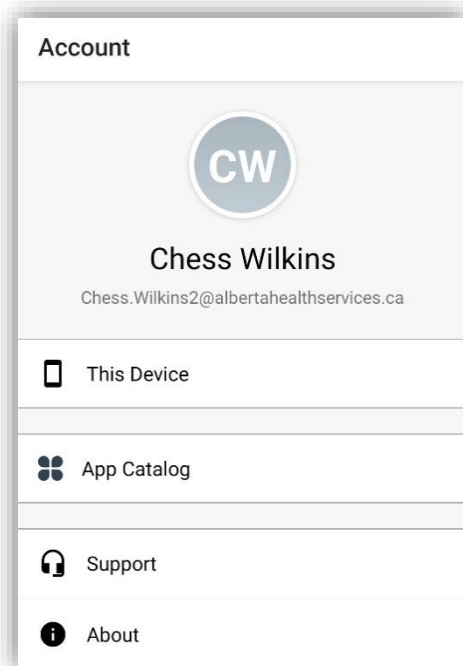 Account
CW
Chess Wilkins
Chess.Wilkins2@albertahealthservices.ca
This Device
App Catalog
Support
About